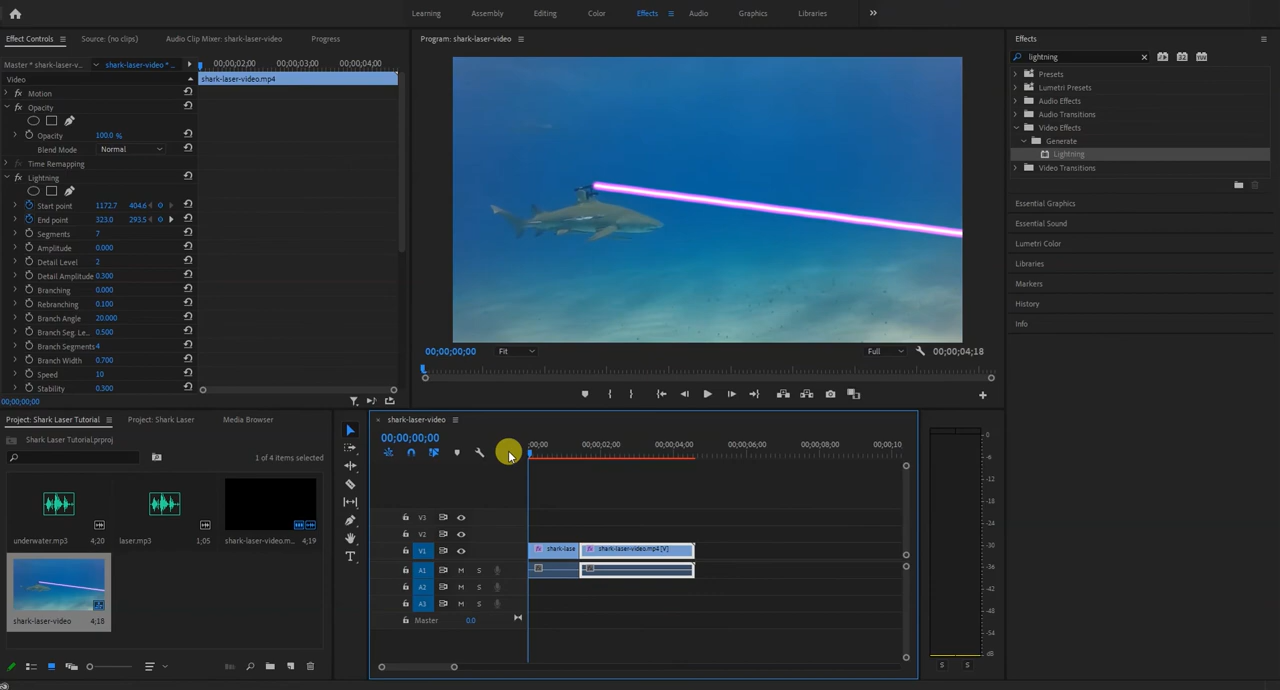 Learning Assembly Editing Color Effects Audio Graphics Libraries
Effect Controls Source: (no clips) Audio Clip Mixer: shark-laser-video Progress
Program: shark-laser-video
Effects
Master * shark-laser-v... shark-laser-video * ... 00;00;02;00 00;00;03;00 00;00;04;00
lightning
Video shark-laser-video.mp4
Presets
Motion
Lumetri Presets
Opacity
Audio Effects
Audio Transitions
Opacity 100.0 %
Video Effects
Blend Mode Normal
Generate
Time Remapping
Lightning
Lightning
Video Transitions
Start point 1172.7 404.6
End point 323.0 293.5
Essential Graphics
Segments 7
Essential Sound
Amplitude 0.000
Lumetri Color
Detail Level 2
Libraries
Detail Amplitude 0.300
Markers
Branching 0.000
History
Rebranching 0.100
Info
Branch Angle 20.000
Branch Seg. Le... 0.500
Branch Segments 4
00;00;00;00 Fit Full 00;00;04;18
Branch Width 0.700
Speed 10
Stability 0.300
00;00;00;00
Project: Shark Laser Tutorial Project: Shark Laser Media Browser
shark-laser-video
Shark Laser Tutorial.prproj
00;00;00;00
;00;00 00;00;02;00 00;00;04;00 00;00;06;00 00;00;08;00 00;00;10
1 of 4 items selected
V3
V2
underwater.mp3 4;20 laser.mp3 1;05 shark-laser-video.m... 4;19
V1 shark-lase shark-laser-video.mp4 [V]
A1 M S
A2 M S
A3 M S
Master 0.0
shark-laser-video 4;18
0
-6
-12
-18
-24
-30
-36
-42
-48
-54
dB
S S